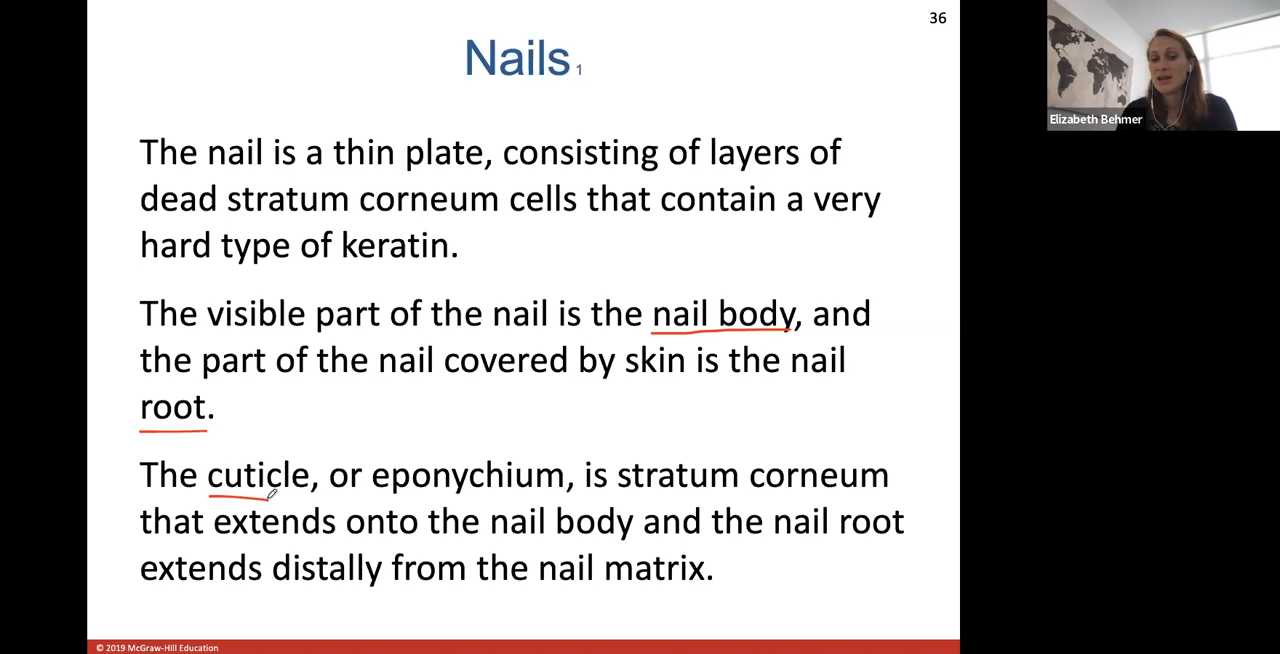 36
Nails 1
Elizabeth Behmer
The nail is a thin plate, consisting of layers of
dead stratum corneum cells that contain a very
hard type of keratin.
The visible part of the nail is the nail body, and
the part of the nail covered by skin is the nail
root.
The cuticle, or eponychium, is stratum corneum
that extends onto the nail body and the nail root
extends distally from the nail matrix.
© 2019 McGraw-Hill Education